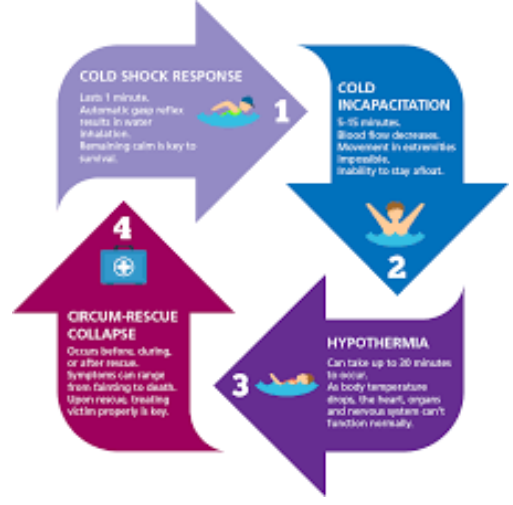 COLD SHOCK RESPONSE
Lasts 1 minute.
Automatic gasp reflex
results in water
inhalation.
Remaining calm is key to
survival.
1
COLD
INCAPACITATION
5-15 minutes.
Blood flow decreases.
Movement in extremities
impossible.
Inability to stay afloat.
2
HYPOTHERMIA
Can take up to 30 minutes
to occur.
As body temperature
drops, the heart, organs
and nervous system can't
function normally.
3
4
CIRCUM-RESCUE
COLLAPSE
Occurs before, during,
or after rescue.
Symptoms can range
from fainting to death.
Upon rescue, treating
victim properly is key.